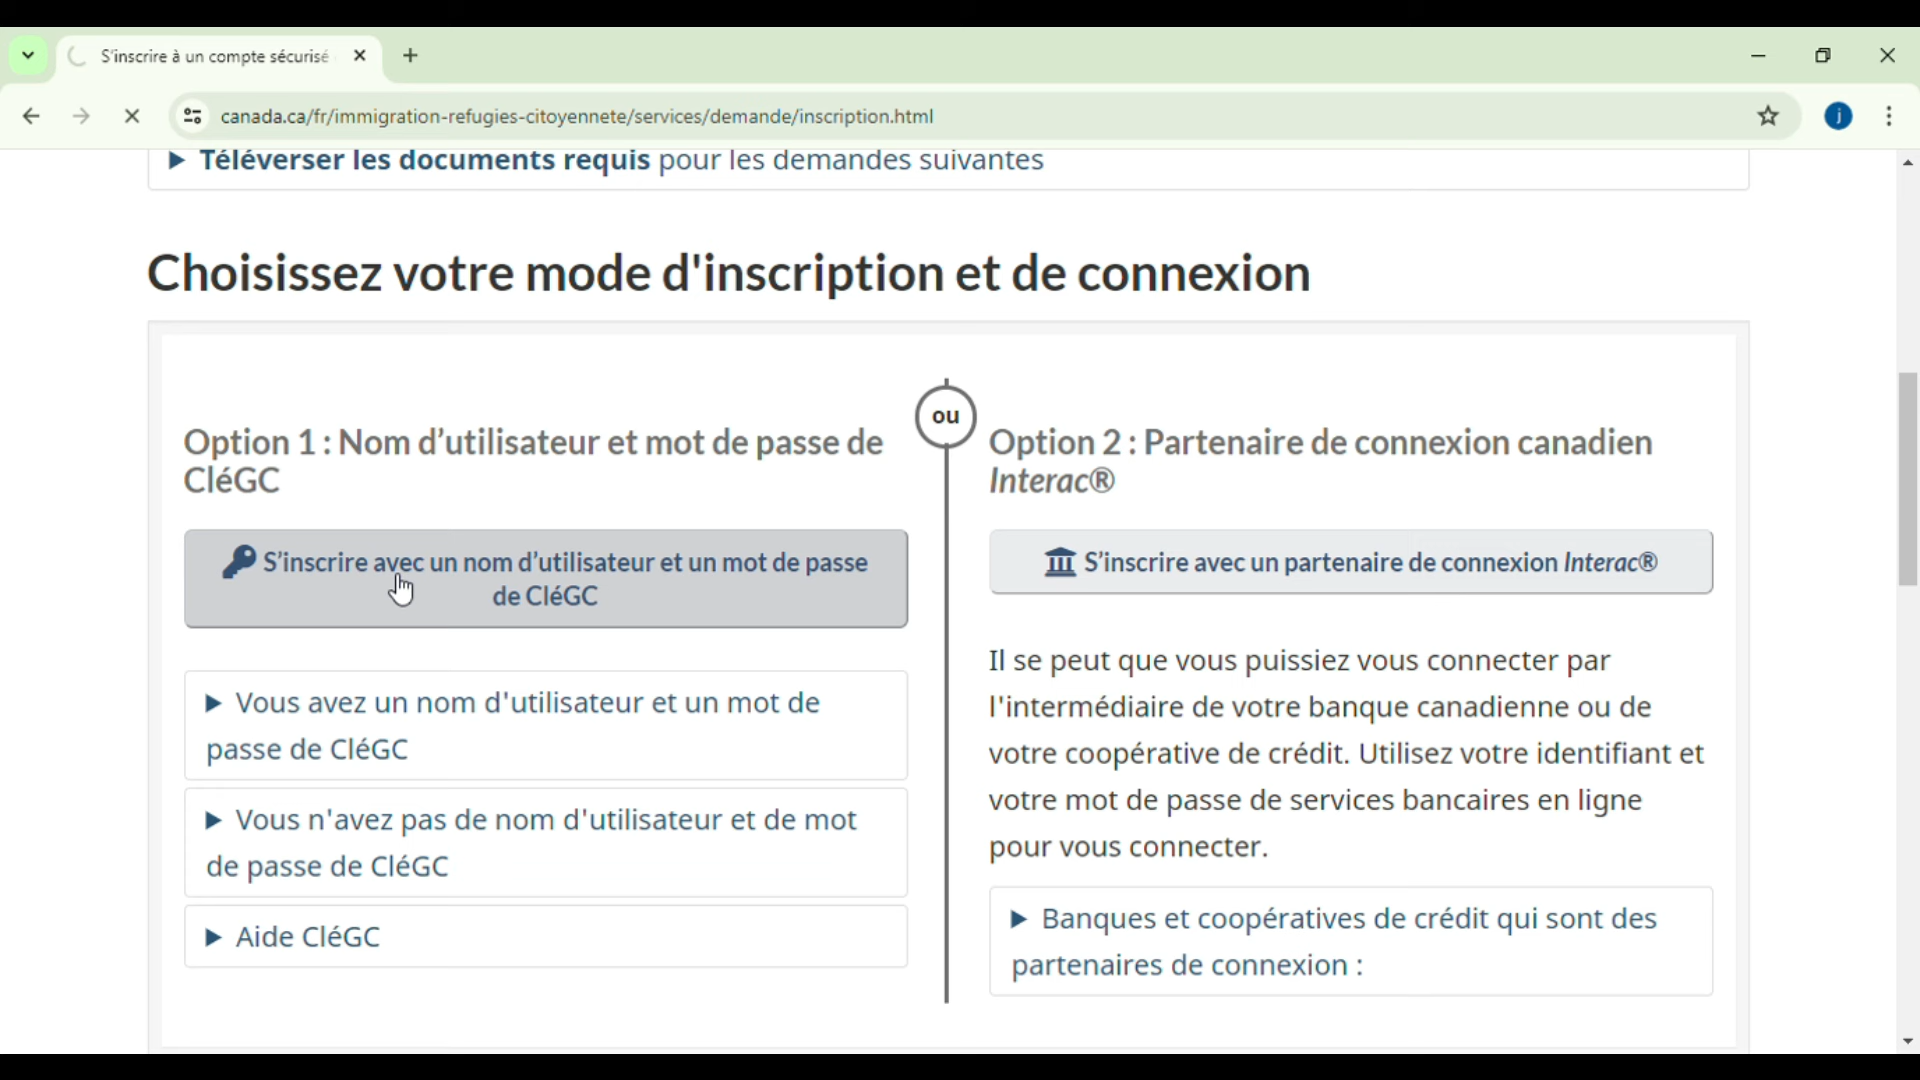 S'inscrire à un compte sécurisé
canada.ca/fr/immigration-refugies-citoyennete/services/demande/inscription.html
j
Téléverser les documents requis pour les demandes suivantes
Choisissez votre mode d'inscription et de connexion
Option 1 : Nom d’utilisateur et mot de passe de
CléGC
S’inscrire avec un nom d’utilisateur et un mot de passe
de CléGC
Vous avez un nom d'utilisateur et un mot de
passe de CléGC
Vous n'avez pas de nom d'utilisateur et de mot
de passe de CléGC
Aide CléGC
ou
Option 2 : Partenaire de connexion canadien
Interac®
S’inscrire avec un partenaire de connexion Interac®
Il se peut que vous puissiez vous connecter par
l'intermédiaire de votre banque canadienne ou de
votre coopérative de crédit. Utilisez votre identifiant et
votre mot de passe de services bancaires en ligne
pour vous connecter.
Banques et coopératives de crédit qui sont des
partenaires de connexion :